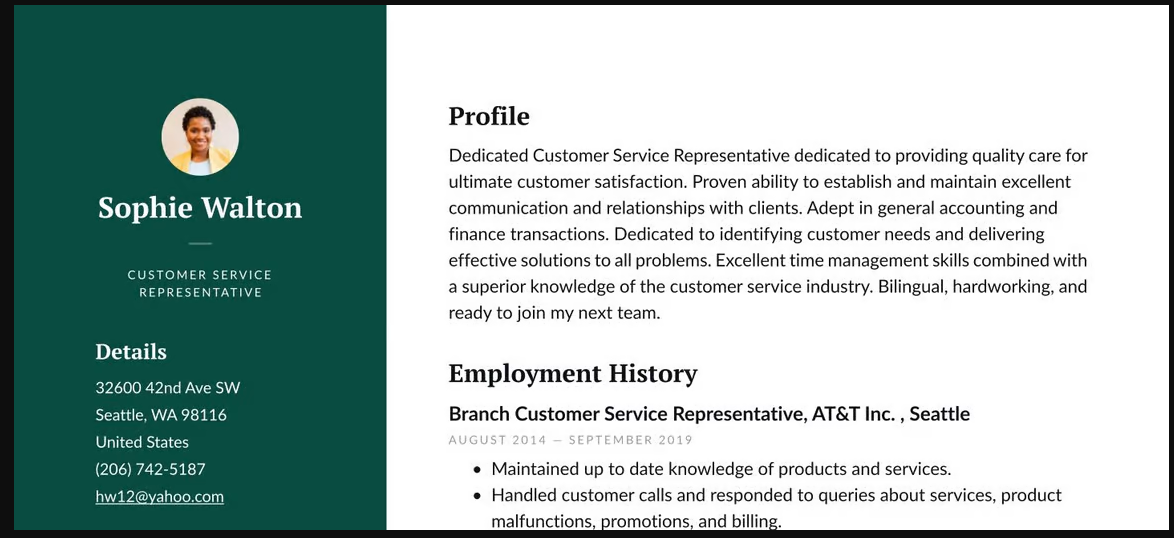 Sophie Walton
CUSTOMER SERVICE
REPRESENTATIVE
Details
32600 42nd Ave SW
Seattle, WA 98116
United States
(206) 742-5187
hw12@yahoo.com
Profile
Dedicated Customer Service Representative dedicated to providing quality care for
ultimate customer satisfaction. Proven ability to establish and maintain excellent
communication and relationships with clients. Adept in general accounting and
finance transactions. Dedicated to identifying customer needs and delivering
effective solutions to all problems. Excellent time management skills combined with
a superior knowledge of the customer service industry. Bilingual, hardworking, and
ready to join my next team.
Employment History
Branch Customer Service Representative, AT&T Inc. , Seattle
AUGUST 2014 — SEPTEMBER 2019
• Maintained up to date knowledge of products and services.
• Handled customer calls and responded to queries about services, product
malfunctions, promotions, and billing.